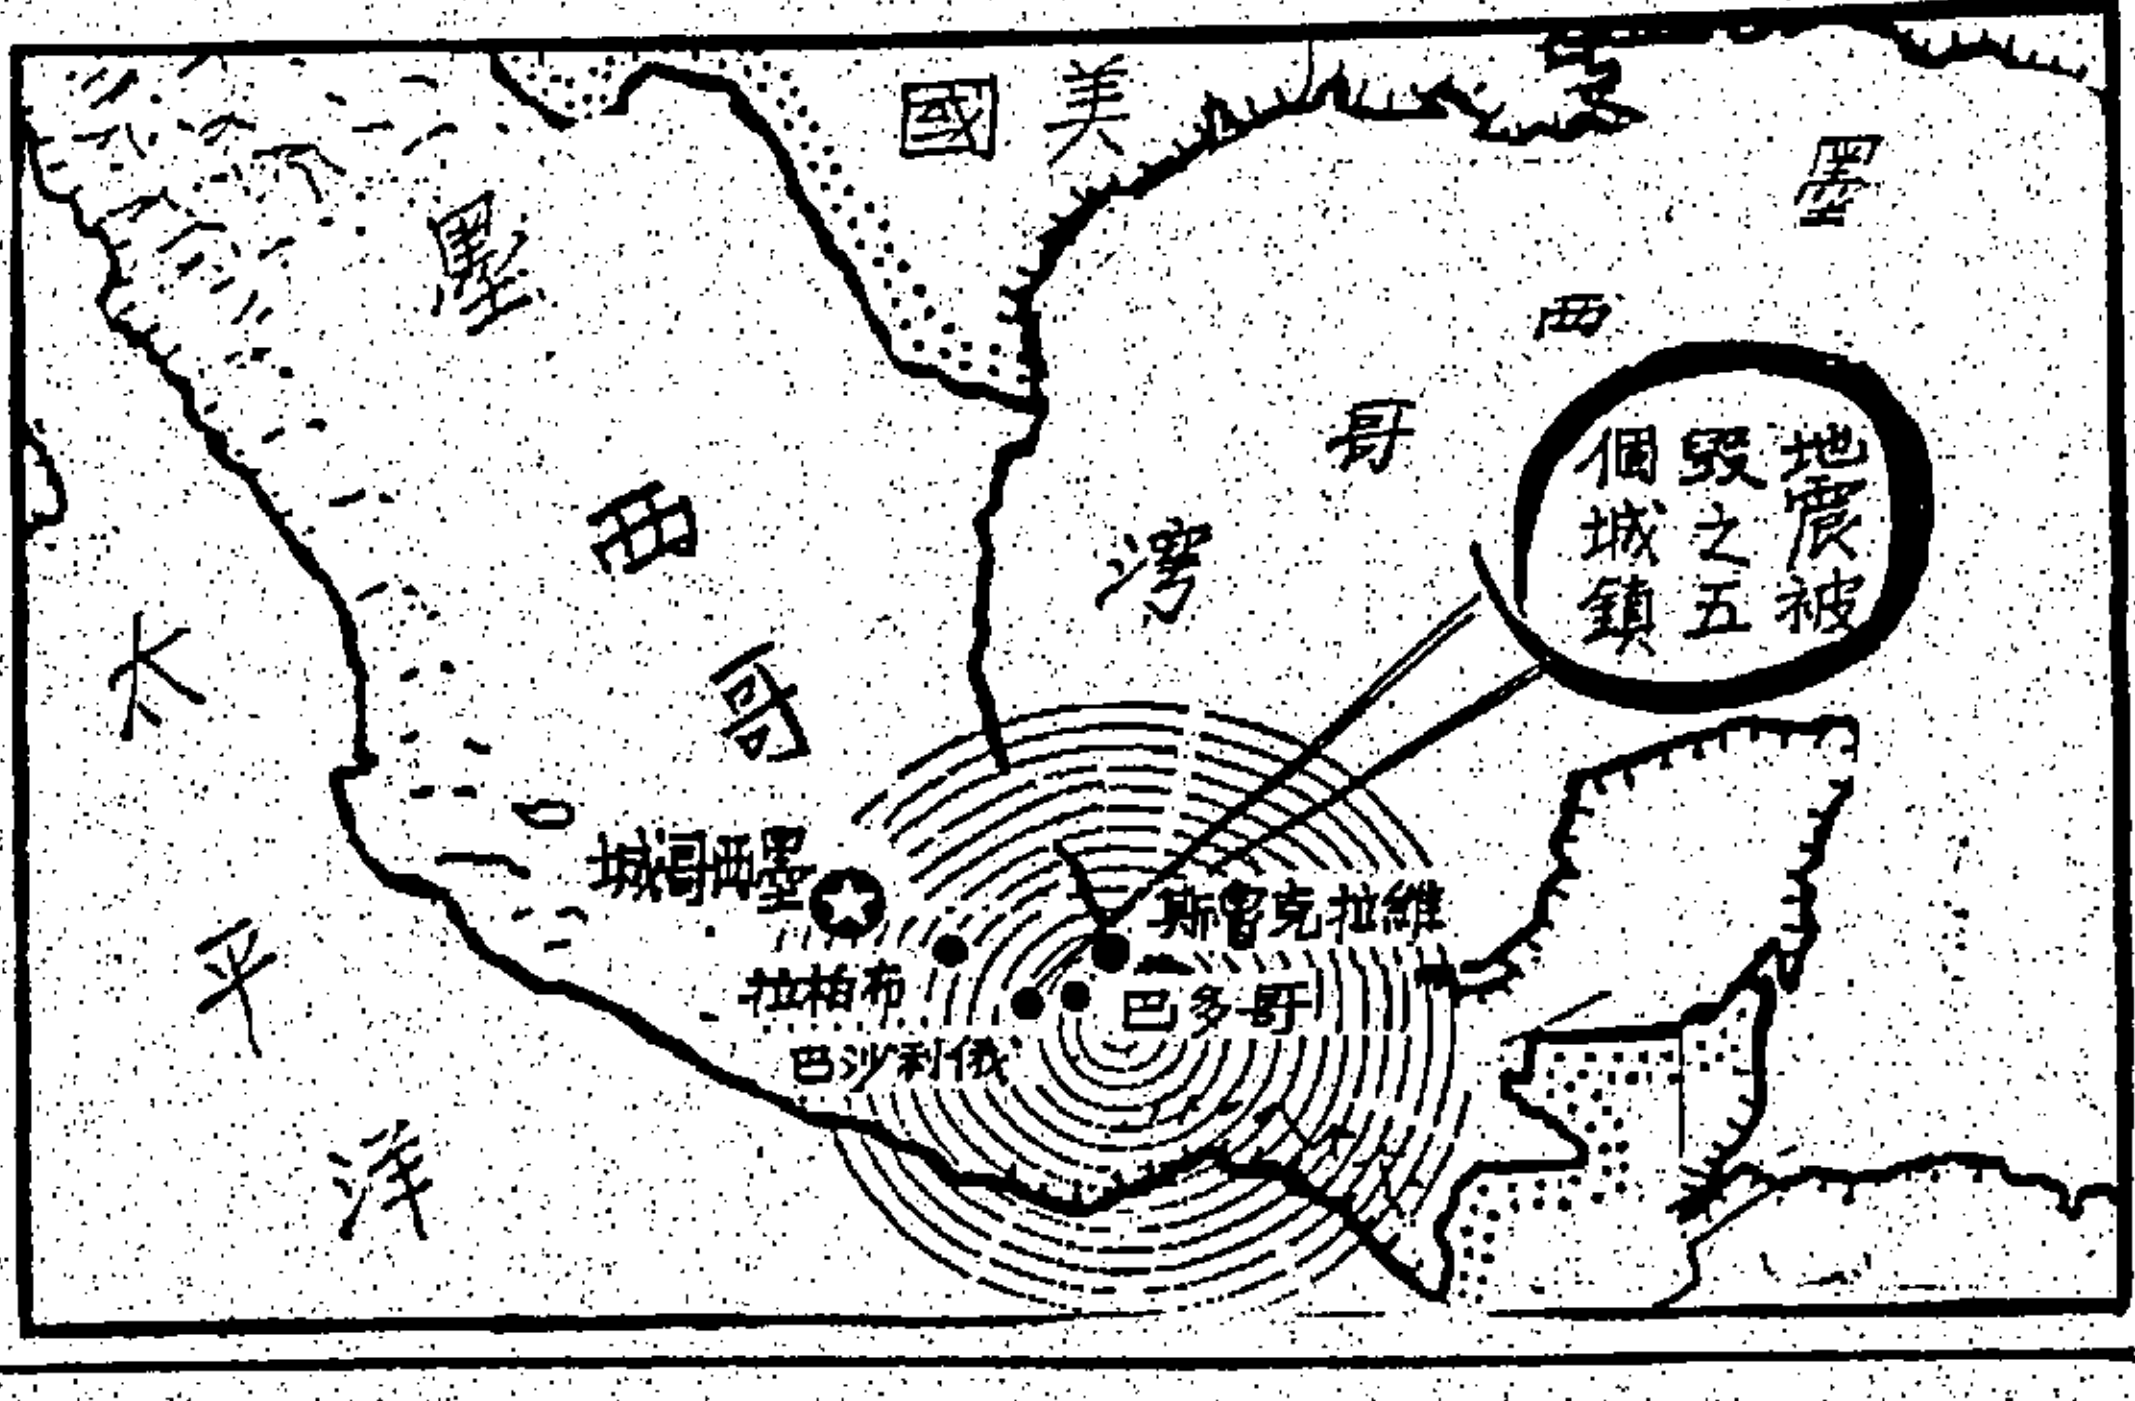 美國
墨西哥灣
墨西哥
太平洋
地震被
毀之五
個城鎮
墨西哥城
維拉克魯斯
布柏拉
哥多巴
俄利沙巴